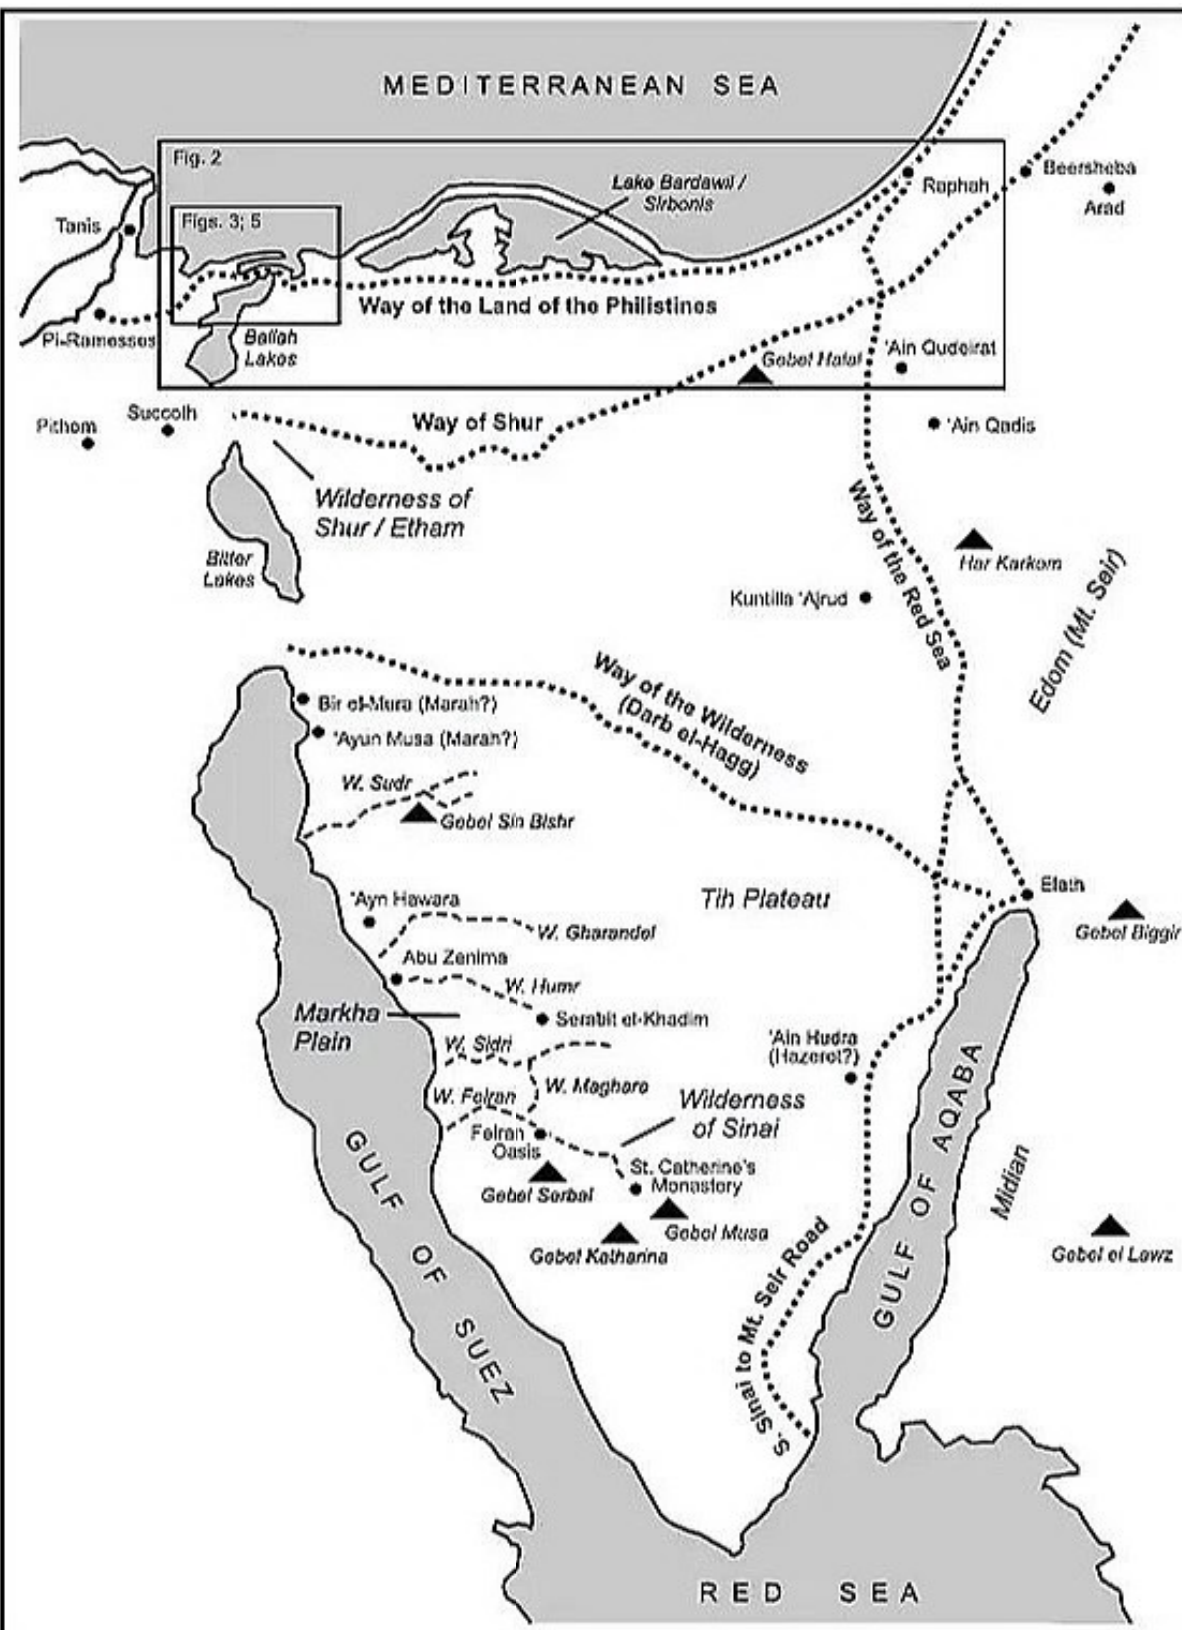 MEDITERRANEAN SEA
Fig. 2
Lake Bardawil /
Sirbonis
Raphah
Beersheba
Arad
Tanis
Figs. 3; 5
Way of the Land of the Philistines
Pi-Ramesses
Ballah
Lakes
Gebel Halal
'Ain Qudeirat
Pithom
Succoth
Way of Shur
'Ain Qadis
Wilderness of
Shur / Etham
Bitter
Lakes
Way of the Red Sea
Har Karkom
Kuntilla 'Ajrud
Edom (Mt. Seir)
Bir el-Mura (Marah?)
'Ayun Musa (Marah?)
Way of the Wilderness
(Darb el-Hagg)
W. Sudr
Gebel Sin Bishr
'Ayn Hawara
Tih Plateau
Elath
W. Gharandel
Gebel Biggir
Abu Zenima
W. Humr
Markha
Plain
Serabit el-Khadim
W. Sidri
'Ain Hudra
(Hazerot?)
W. Maghara
W. Feiran
Wilderness
of Sinai
Feiran
Oasis
St. Catherine's
Monastery
Gebel Serbal
Gebel Musa
Gebel Katharina
GULF OF SUEZ
GULF OF AQABA
Midian
Gebel el Lawz
S. Sinai to Mt. Seir Road
RED SEA